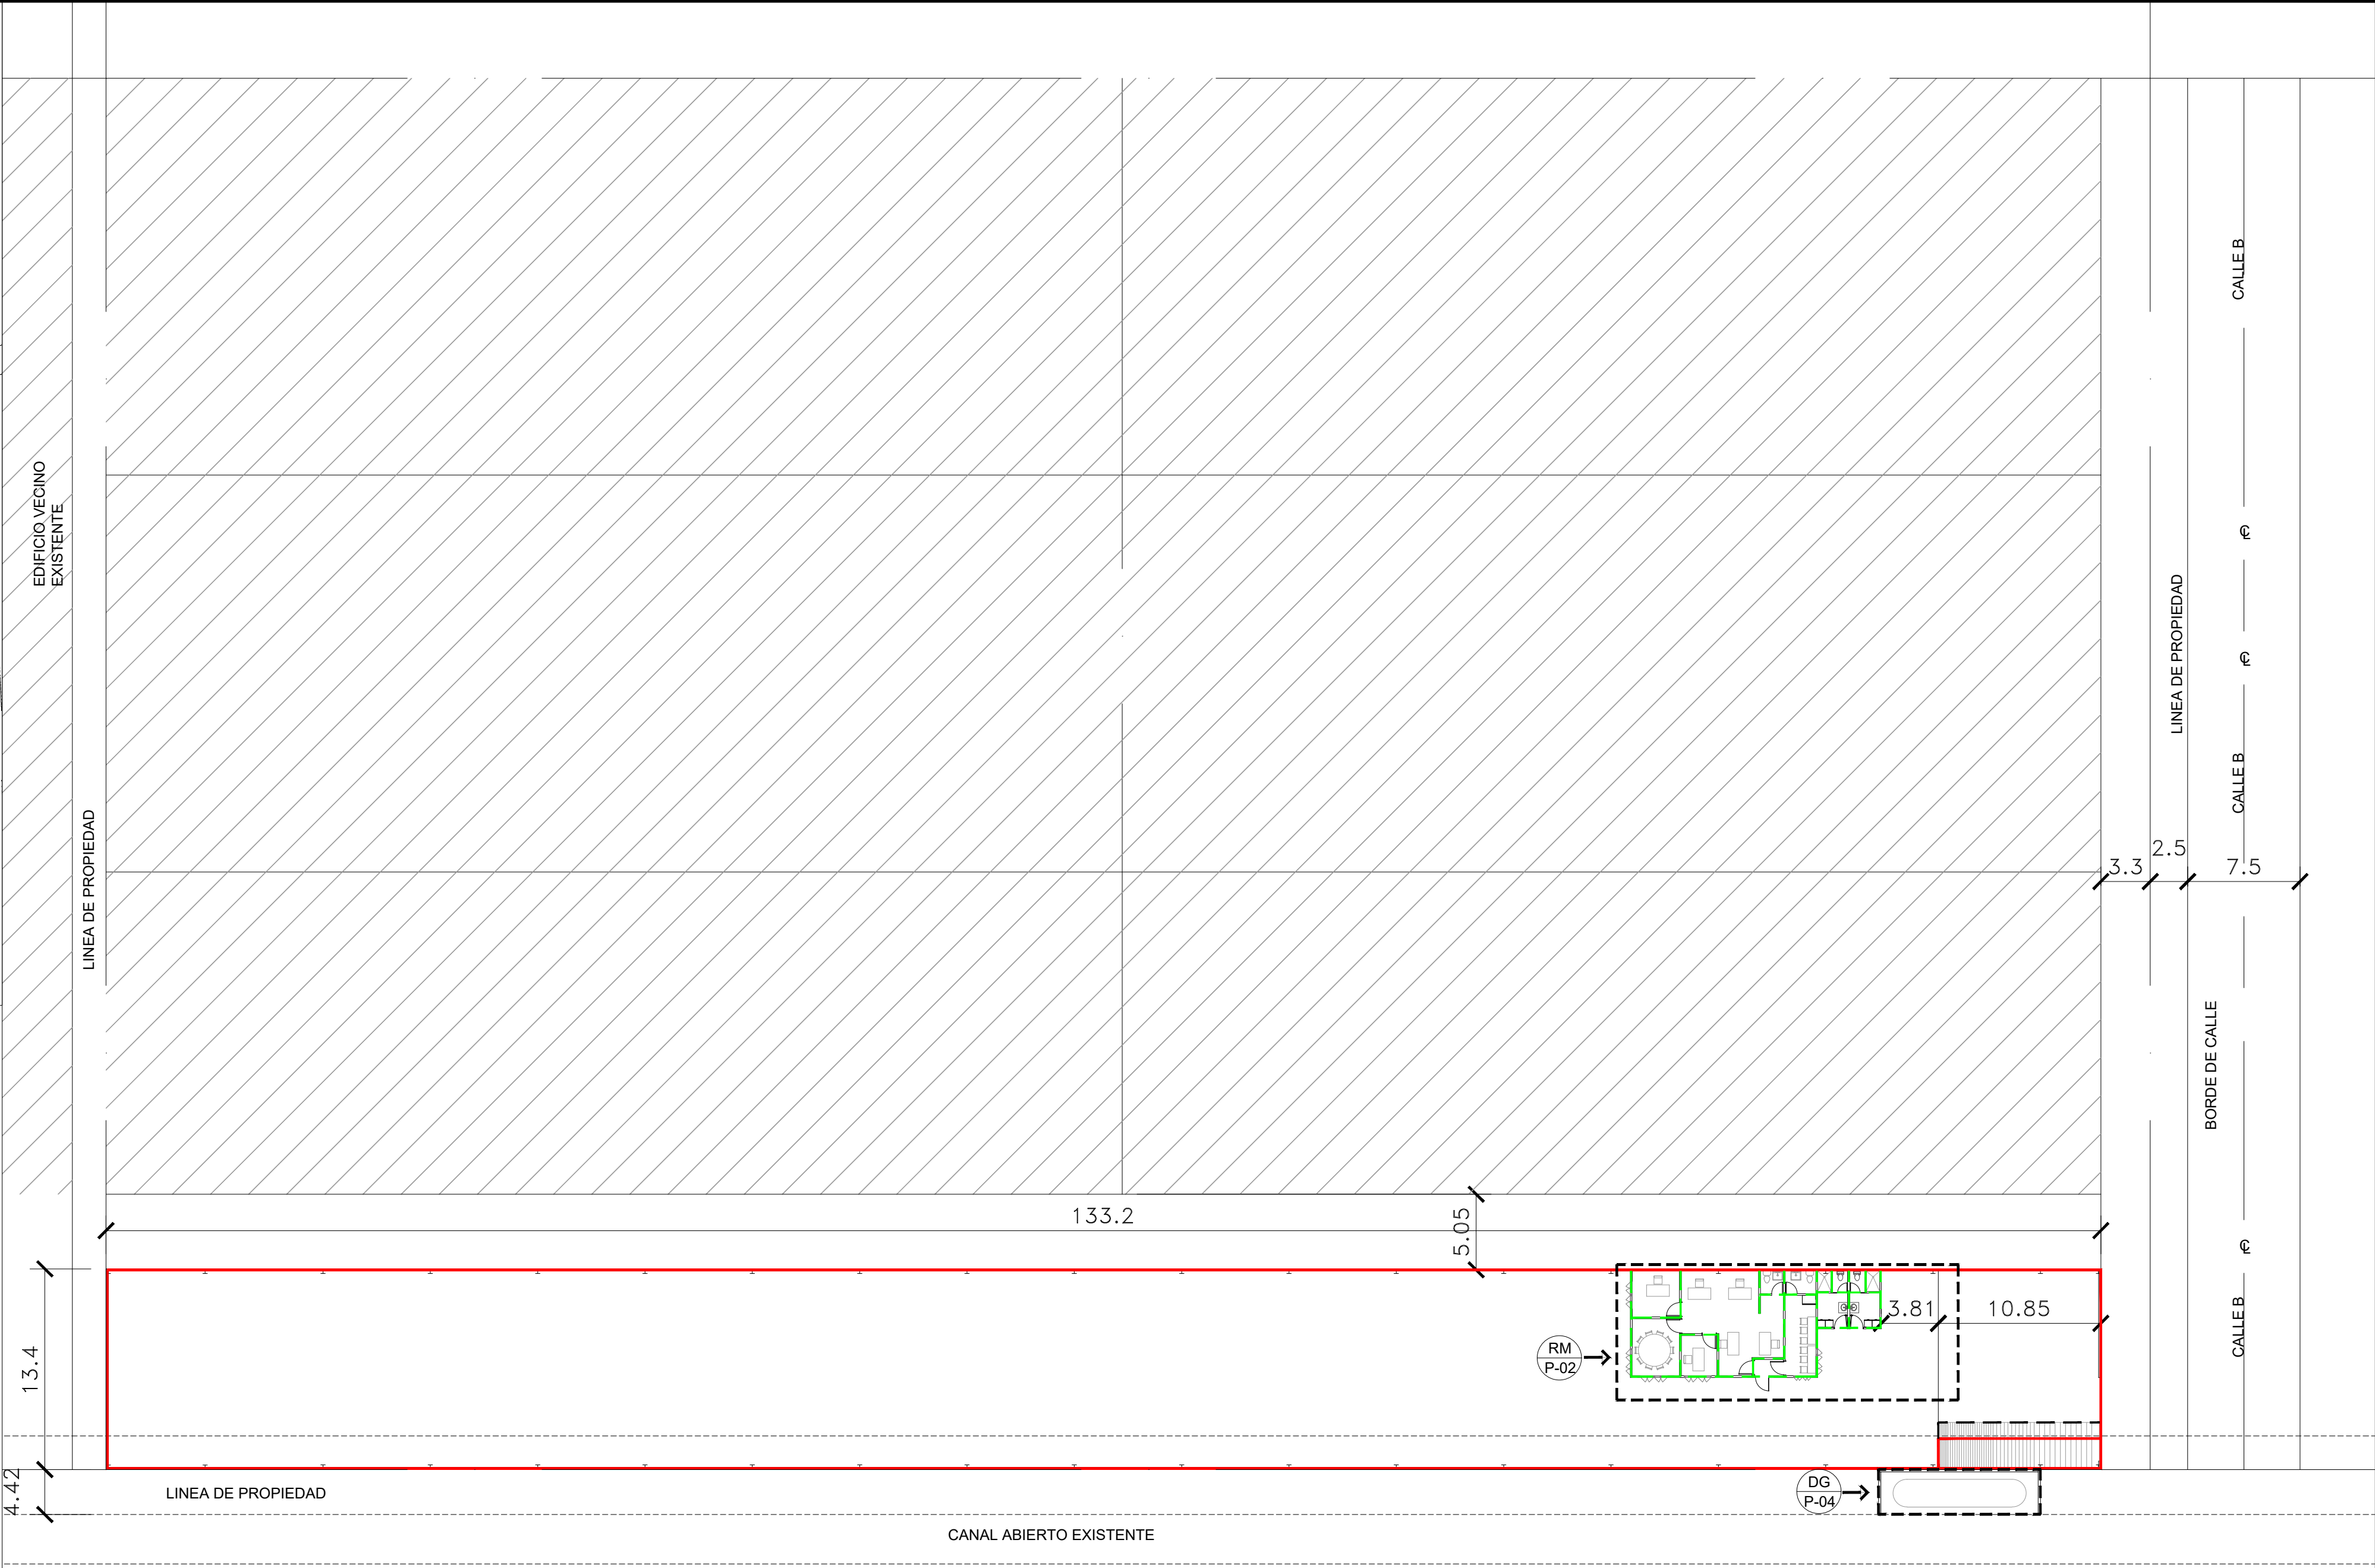 CALLE B
EDIFICIO VECINO
EXISTENTE
℄
LINEA DE PROPIEDAD
℄
CALLE B
LINEA DE PROPIEDAD
3.3
2.5
7.5
BORDE DE CALLE
133.2
5.05
℄
13.4
3.81
10.85
CALLE B
RM
P-02
4.42
LINEA DE PROPIEDAD
DG
P-04
CANAL ABIERTO EXISTENTE